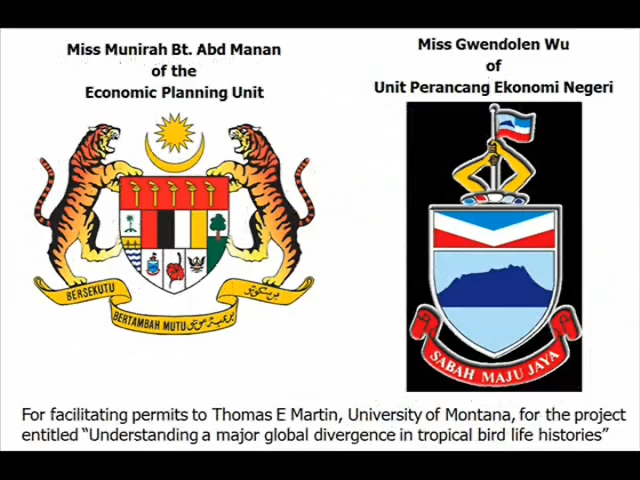 Miss Munirah Bt. Abd Manan
of the
Economic Planning Unit
Miss Gwendolen Wu
of
Unit Perancang Ekonomi Negeri
BERSEKUTU
BERTAMBAH MUTU
SABAH MAJU JAYA
For facilitating permits to Thomas E Martin, University of Montana, for the project
entitled “Understanding a major global divergence in tropical bird life histories”